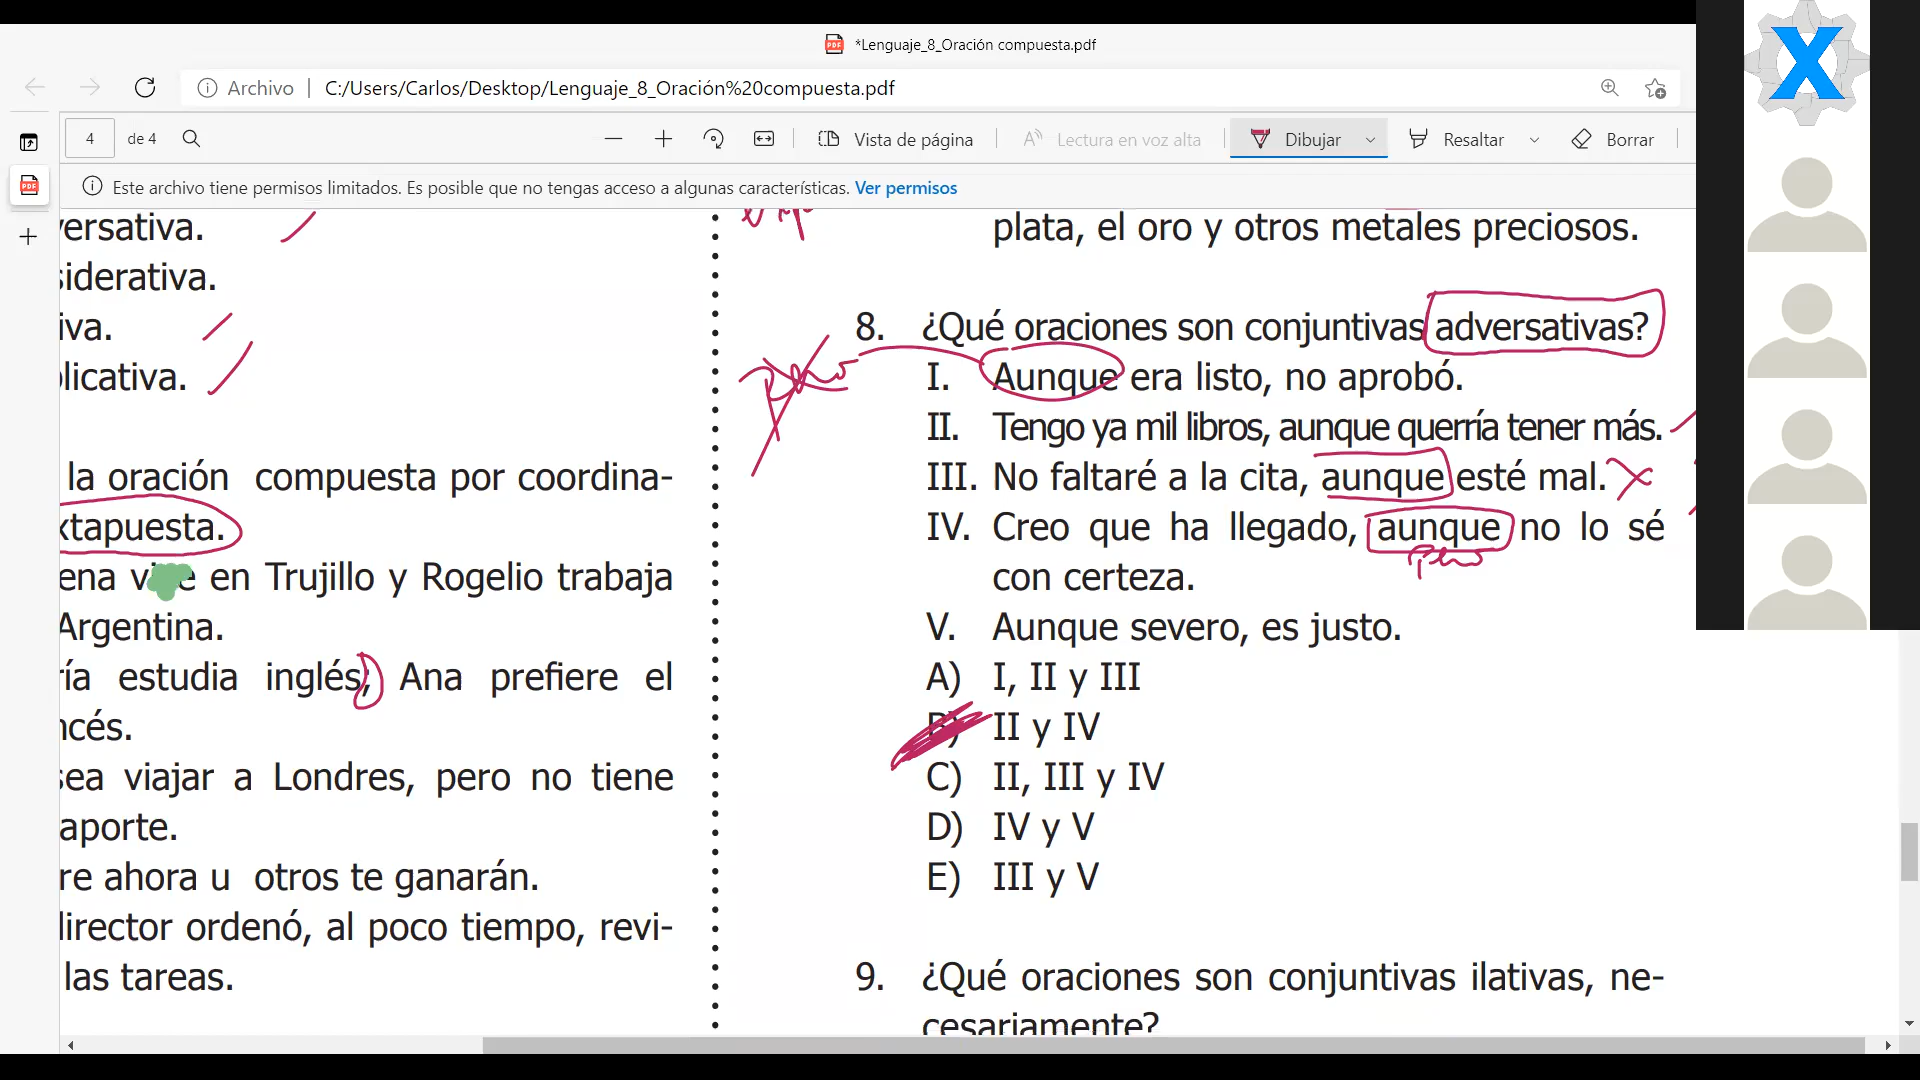 *Lenguaje_8_Oración compuesta.pdf
Archivo | C:/Users/Carlos/Desktop/Lenguaje_8_Oración%20compuesta.pdf
4 de 4 Vista de página Lectura en voz alta Dibujar Resaltar Borrar
Este archivo tiene permisos limitados. Es posible que no tengas acceso a algunas características. Ver permisos
ersativa.
siderativa.
iva.
licativa.
la oración compuesta por coordina-
xtapuesta.
ena vive en Trujillo y Rogelio trabaja
Argentina.
ría estudia inglés; Ana prefiere el
ncés.
sea viajar a Londres, pero no tiene
aporte.
re ahora u otros te ganarán.
director ordenó, al poco tiempo, revi-
las tareas.
plata, el oro y otros metales preciosos.
8. ¿Qué oraciones son conjuntivas adversativas?
pero
I. Aunque era listo, no aprobó.
II. Tengo ya mil libros, aunque querría tener más.
III. No faltaré a la cita, aunque esté mal.
IV. Creo que ha llegado, aunque no lo sé
pero
con certeza.
V. Aunque severo, es justo.
A) I, II y III
B) II y IV
C) II, III y IV
D) IV y V
E) III y V
9. ¿Qué oraciones son conjuntivas ilativas, ne-
cesariamente?
X